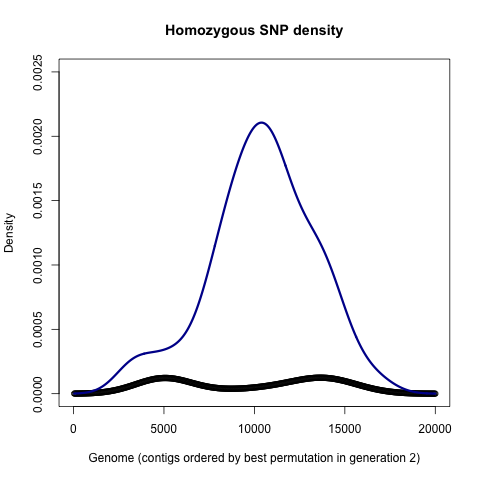 Homozygous SNP density
Density
0.0025
0.0020
0.0015
0.0010
0.0005
0.0000
0 5000 10000 15000 20000
Genome (contigs ordered by best permutation in generation 2)